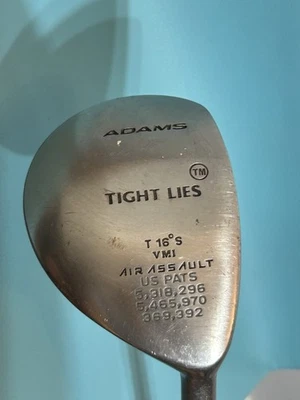 ADAMS
TM
TIGHT LIES
T 16° S
VMI
AIR ASSAULT
US PATS
5,318,296
5,465,970
369,392